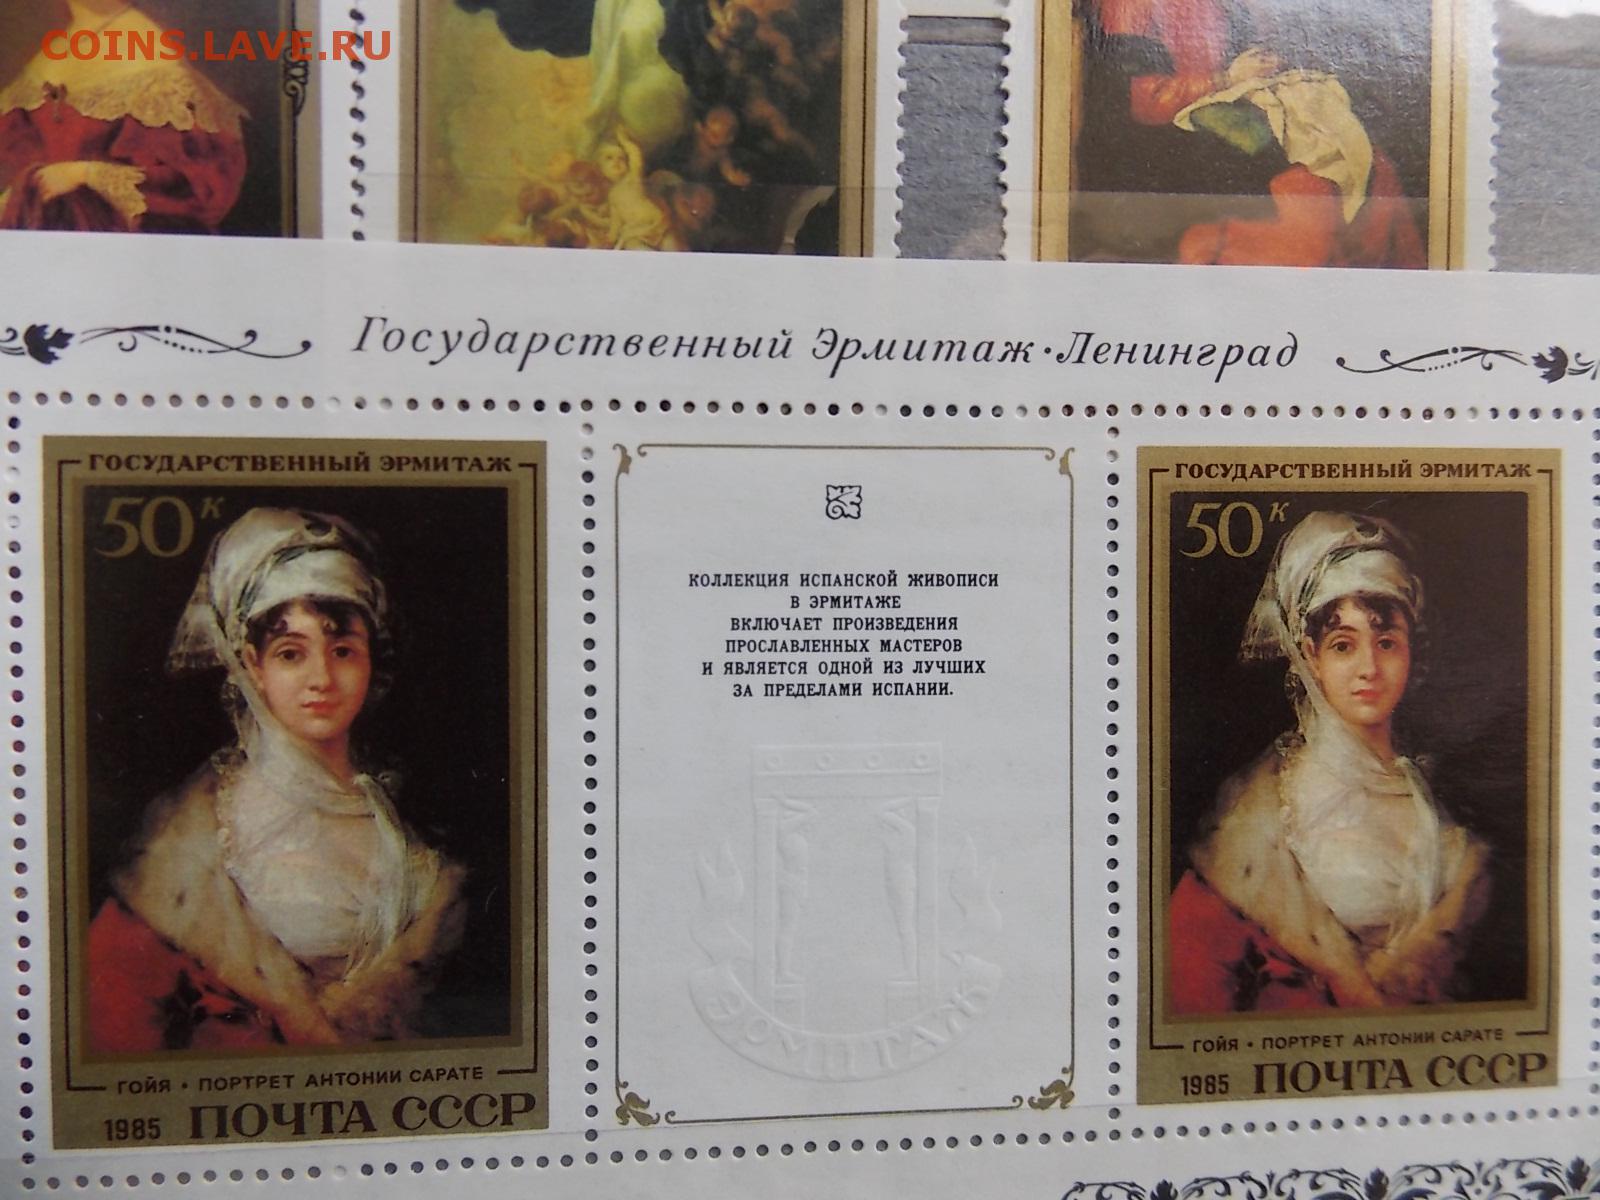 COINS.LAVE.RU
Государственный Эрмитаж·Ленинград
ГОСУДАРСТВЕННЫЙ ЭРМИТАЖ
50 к
ГОЙЯ • ПОРТРЕТ АНТОНИИ САРАТЕ
1985 ПОЧТА СССР
КОЛЛЕКЦИЯ ИСПАНСКОЙ ЖИВОПИСИ
В ЭРМИТАЖЕ
ВКЛЮЧАЕТ ПРОИЗВЕДЕНИЯ
ПРОСЛАВЛЕННЫХ МАСТЕРОВ
И ЯВЛЯЕТСЯ ОДНОЙ ИЗ ЛУЧШИХ
ЗА ПРЕДЕЛАМИ ИСПАНИИ.
ЭРМИТАЖ
ГОСУДАРСТВЕННЫЙ ЭРМИТАЖ
50 к
ГОЙЯ • ПОРТРЕТ АНТОНИИ САРАТЕ
1985 ПОЧТА СССР